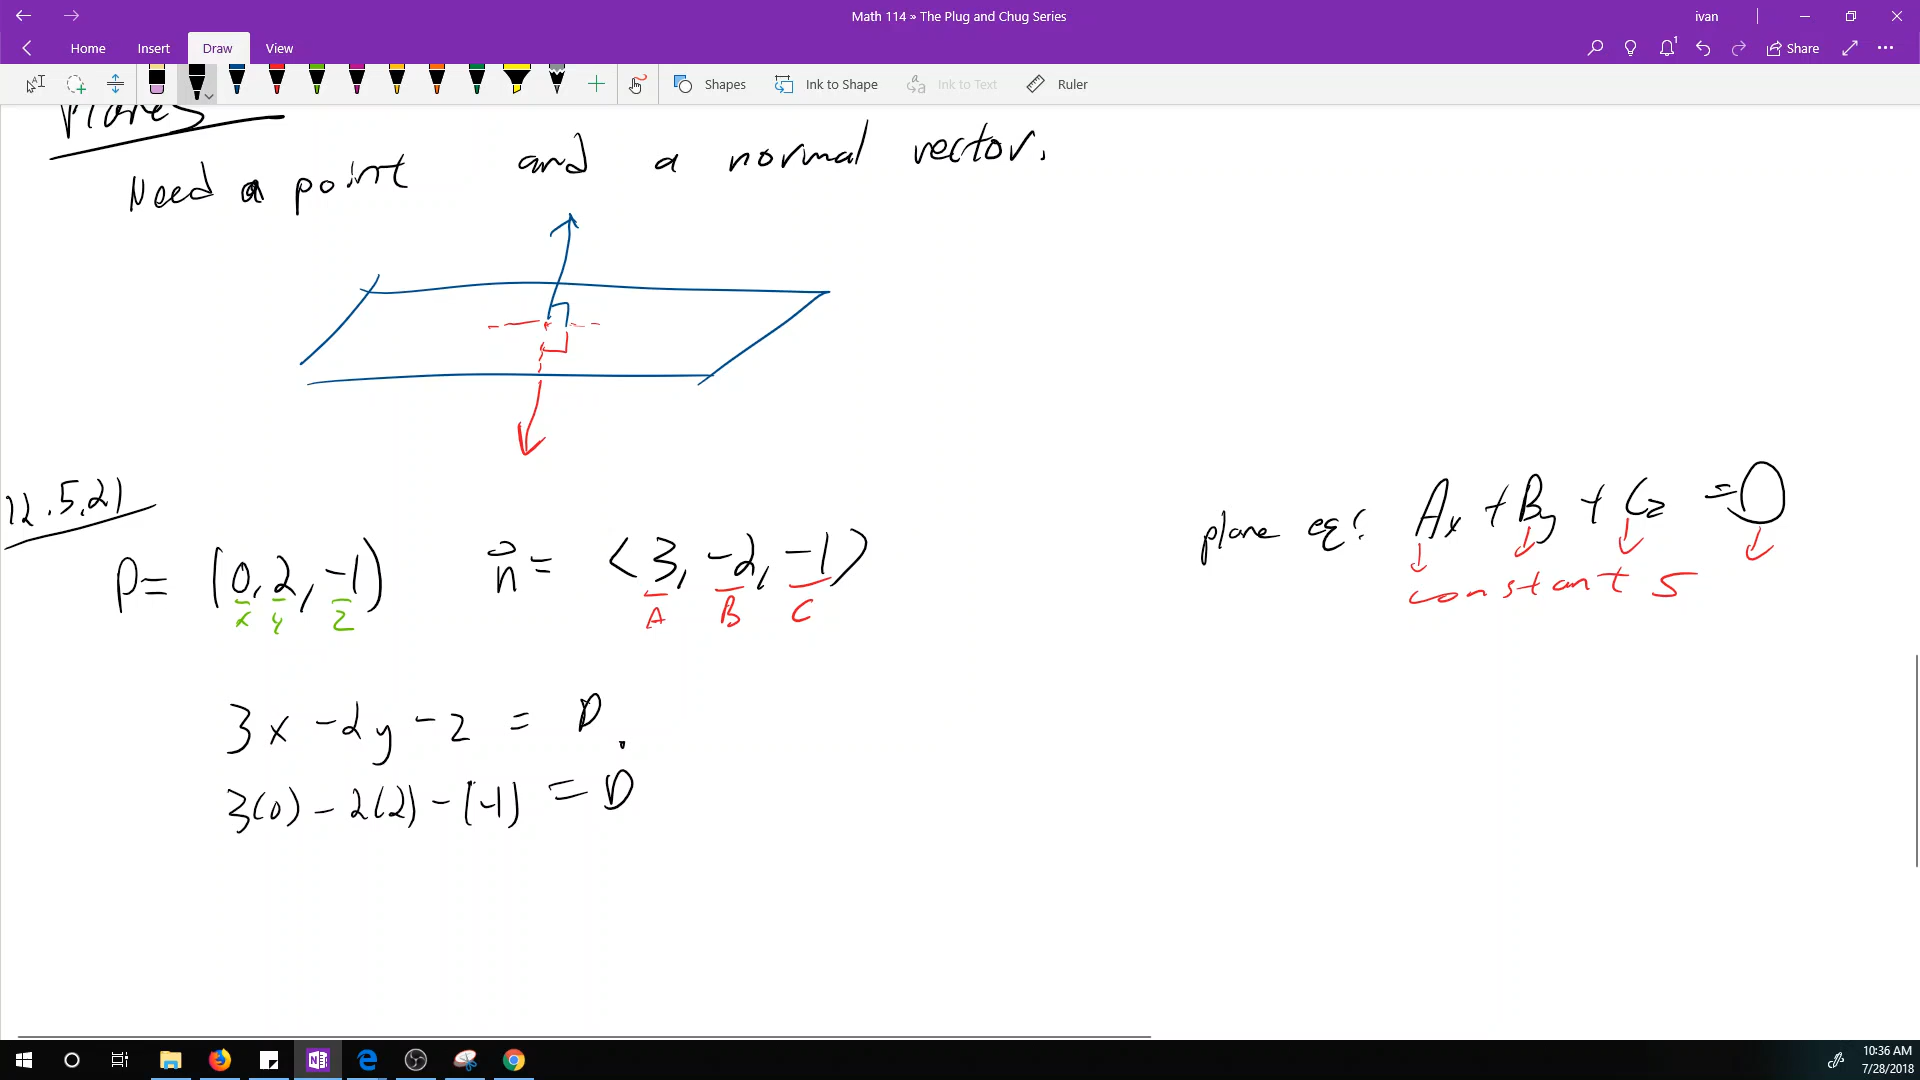 Math 114 » The Plug and Chug Series
ivan
Home Insert Draw View
1
Share
Shapes Ink to Shape Ink to Text Ruler
Planes
Need a point and a normal vector.
12.5.21
P = (0, 2, -1) n⃗ = <3, -2, -1>
x y z A B C
plane eq: Ax + By + Cz = D
constants
3x - 2y - z = D.
3(0) - 2(2) - (-1) = D
10:36 AM
7/28/2018